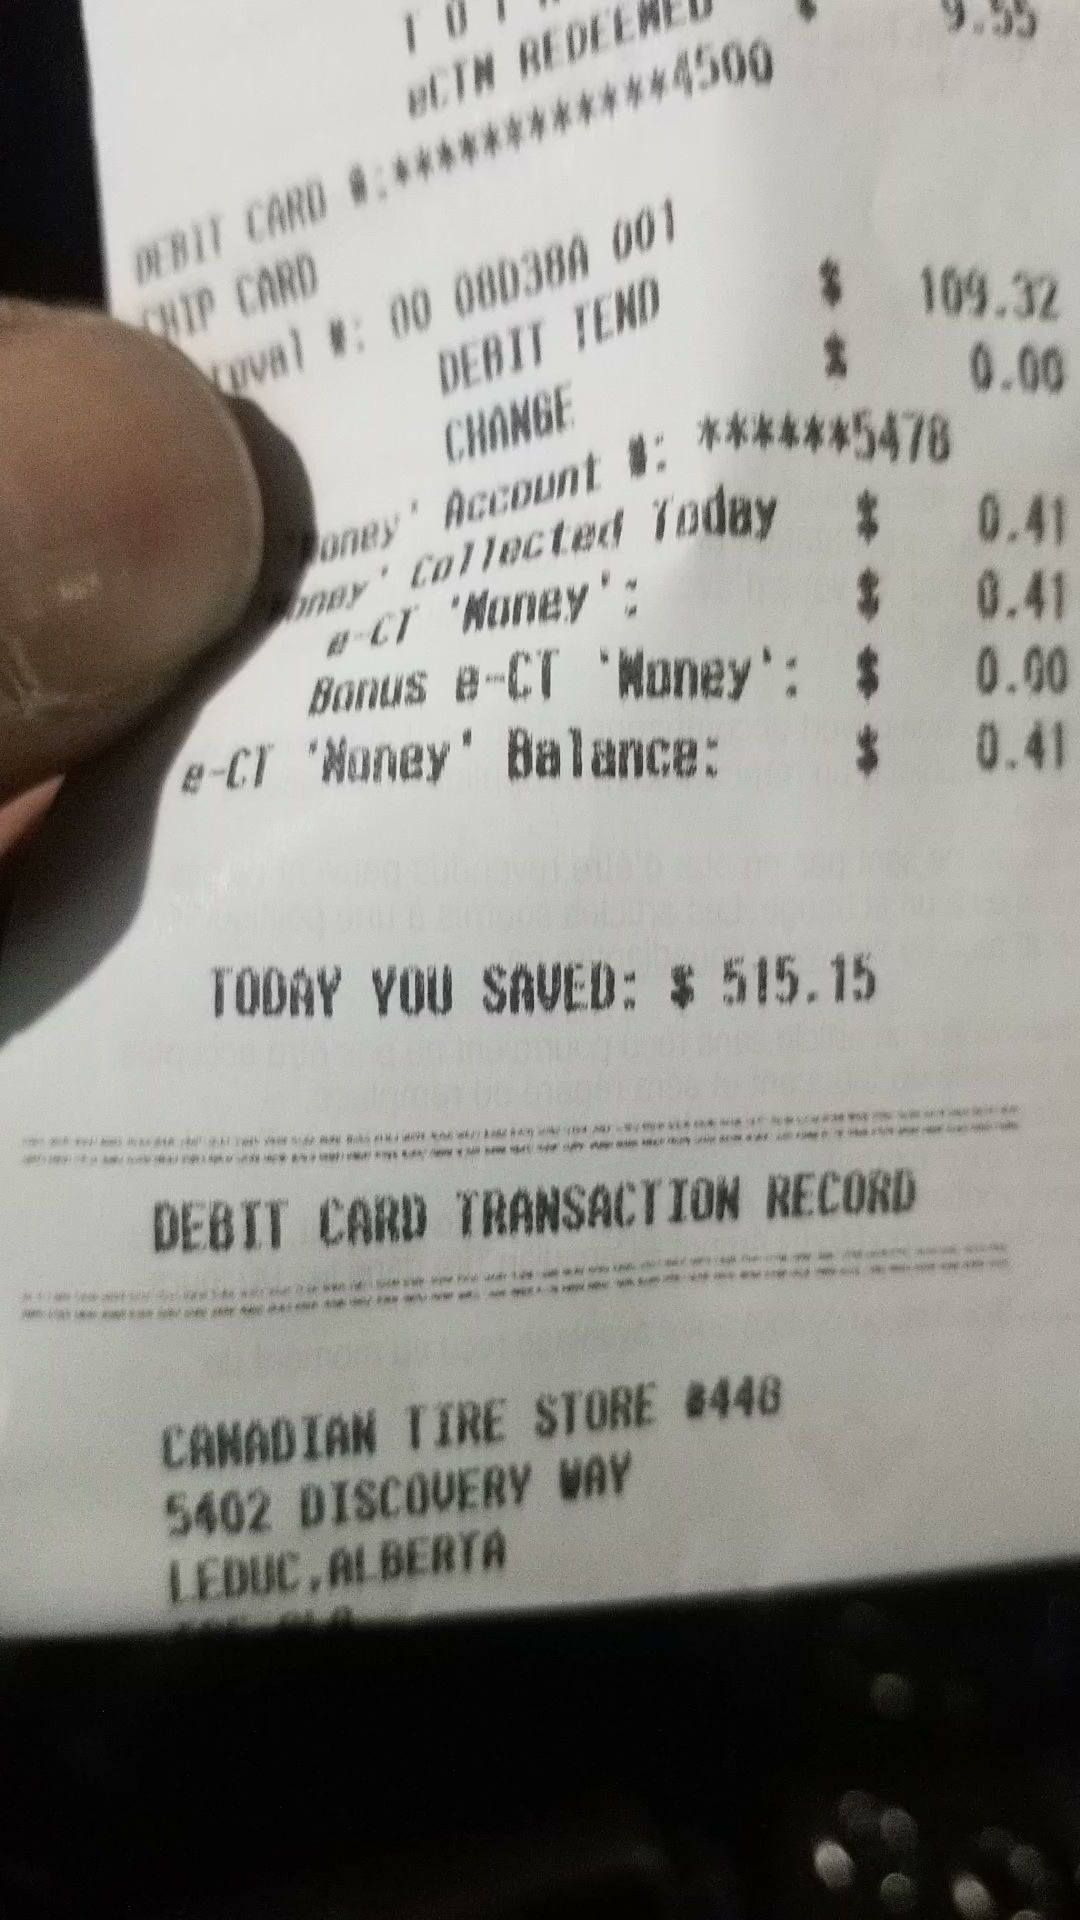 eCTM REDEEMED $ 9.55
DEBIT CARD #:************4500
CHIP CARD
#: 00 08D38A 001
DEBIT TEND $ 109.32
CHANGE $ 0.00
oney' Account #: ******5478
oney' Collected Today $ 0.41
e-CT 'Money': $ 0.41
Bonus e-CT 'Money': $ 0.00
e-CT 'Money' Balance: $ 0.41
TODAY YOU SAVED: $ 515.15
DEBIT CARD TRANSACTION RECORD
CANADIAN TIRE STORE #448
5402 DISCOVERY WAY
LEDUC,ALBERTA